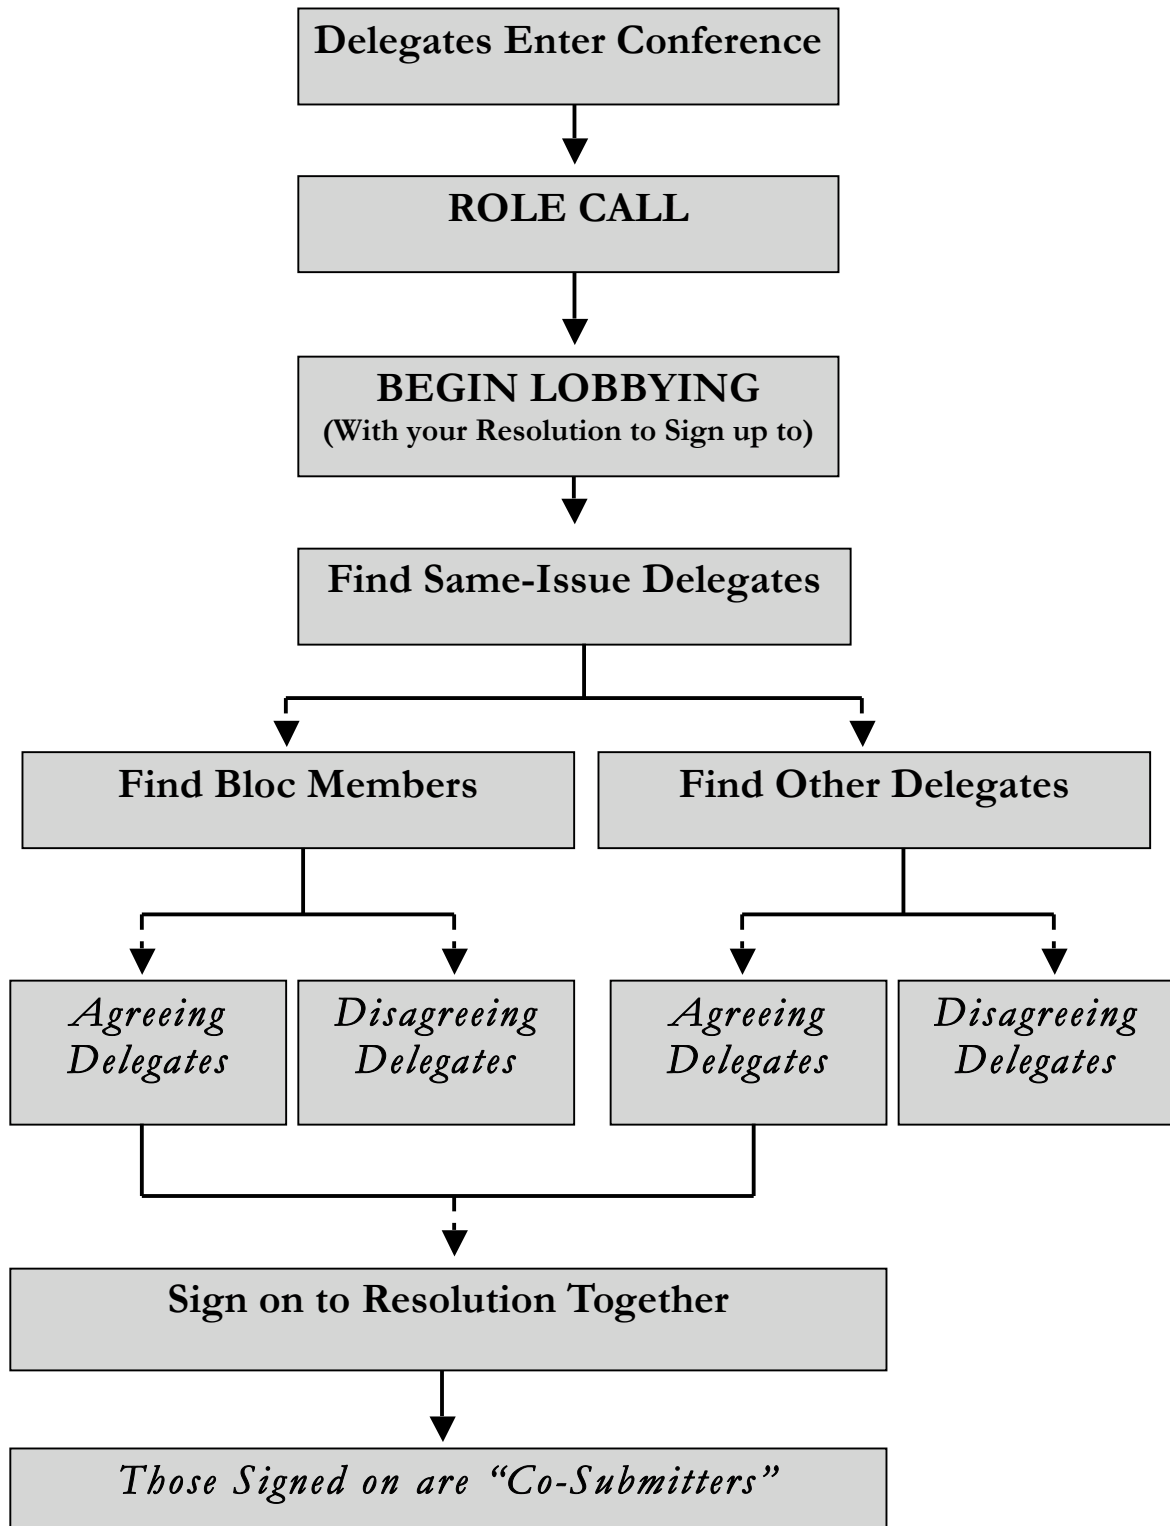 Delegates Enter Conference
ROLE CALL
BEGIN LOBBYING
(With your Resolution to Sign up to)
Find Same-Issue Delegates
Find Bloc Members
Find Other Delegates
Agreeing
Delegates
Disagreeing
Delegates
Agreeing
Delegates
Disagreeing
Delegates
Sign on to Resolution Together
Those Signed on are “Co-Submitters”